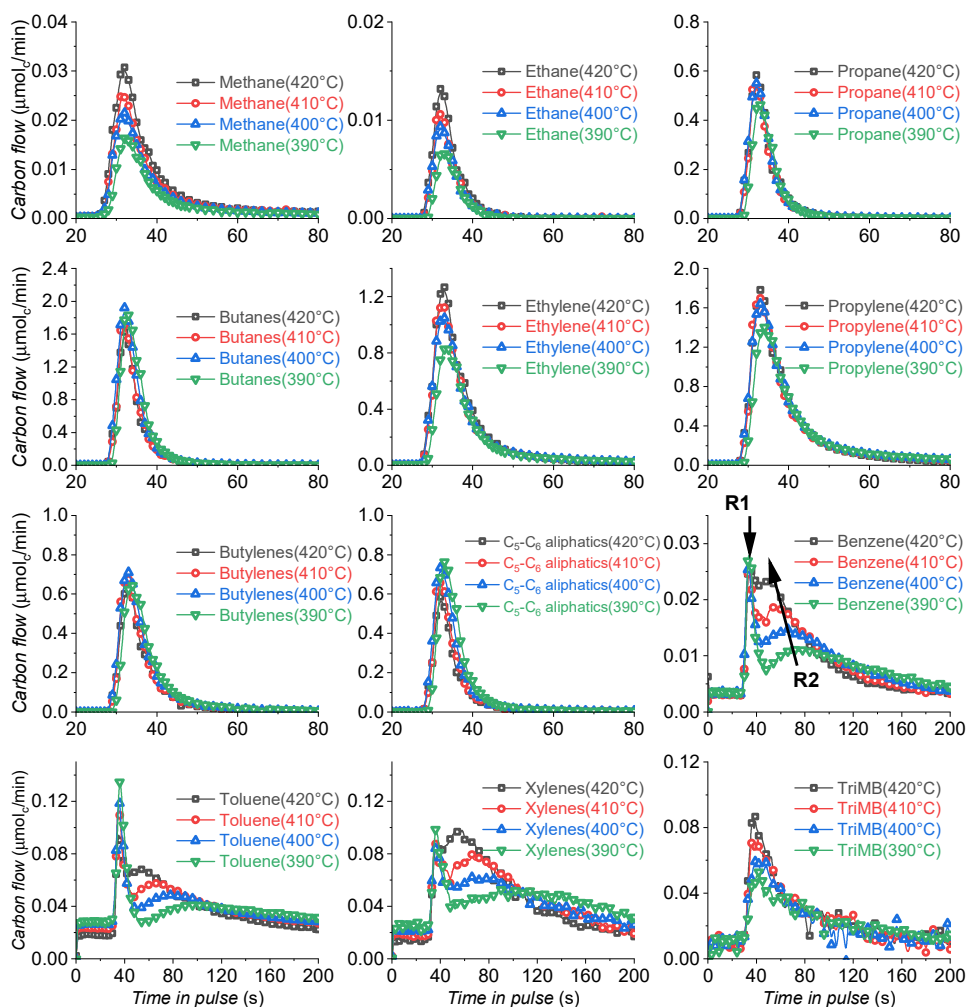 Carbon flow (μmol_C/min)
0.04
0.03
0.02
0.01
0.00
Methane(420°C)
Methane(410°C)
Methane(400°C)
Methane(390°C)
20 40 60 80
0.02
0.01
0.00
Ethane(420°C)
Ethane(410°C)
Ethane(400°C)
Ethane(390°C)
20 40 60 80
0.8
0.6
0.4
0.2
0.0
Propane(420°C)
Propane(410°C)
Propane(400°C)
Propane(390°C)
20 40 60 80
Carbon flow (μmol_C/min)
2.4
2.0
1.6
1.2
0.8
0.4
0.0
Butanes(420°C)
Butanes(410°C)
Butanes(400°C)
Butanes(390°C)
20 40 60 80
1.2
0.8
0.4
0.0
Ethylene(420°C)
Ethylene(410°C)
Ethylene(400°C)
Ethylene(390°C)
20 40 60 80
2.0
1.6
1.2
0.8
0.4
0.0
Propylene(420°C)
Propylene(410°C)
Propylene(400°C)
Propylene(390°C)
20 40 60 80
Carbon flow (μmol_C/min)
1.0
0.8
0.6
0.4
0.2
0.0
Butylenes(420°C)
Butylenes(410°C)
Butylenes(400°C)
Butylenes(390°C)
20 40 60 80
1.0
0.8
0.6
0.4
0.2
0.0
C₅-C₆ aliphatics(420°C)
C₅-C₆ aliphatics(410°C)
C₅-C₆ aliphatics(400°C)
C₅-C₆ aliphatics(390°C)
20 40 60 80
R1
0.03
0.02
0.01
0.00
Benzene(420°C)
Benzene(410°C)
Benzene(400°C)
Benzene(390°C)
R2
0 40 80 120 160 200
Carbon flow (μmol_C/min)
0.12
0.08
0.04
0.00
Toluene(420°C)
Toluene(410°C)
Toluene(400°C)
Toluene(390°C)
0 40 80 120 160 200
Time in pulse (s)
0.12
0.08
0.04
0.00
Xylenes(420°C)
Xylenes(410°C)
Xylenes(400°C)
Xylenes(390°C)
0 40 80 120 160 200
Time in pulse (s)
0.12
0.08
0.04
0.00
TriMB(420°C)
TriMB(410°C)
TriMB(400°C)
TriMB(390°C)
0 40 80 120 160 200
Time in pulse (s)